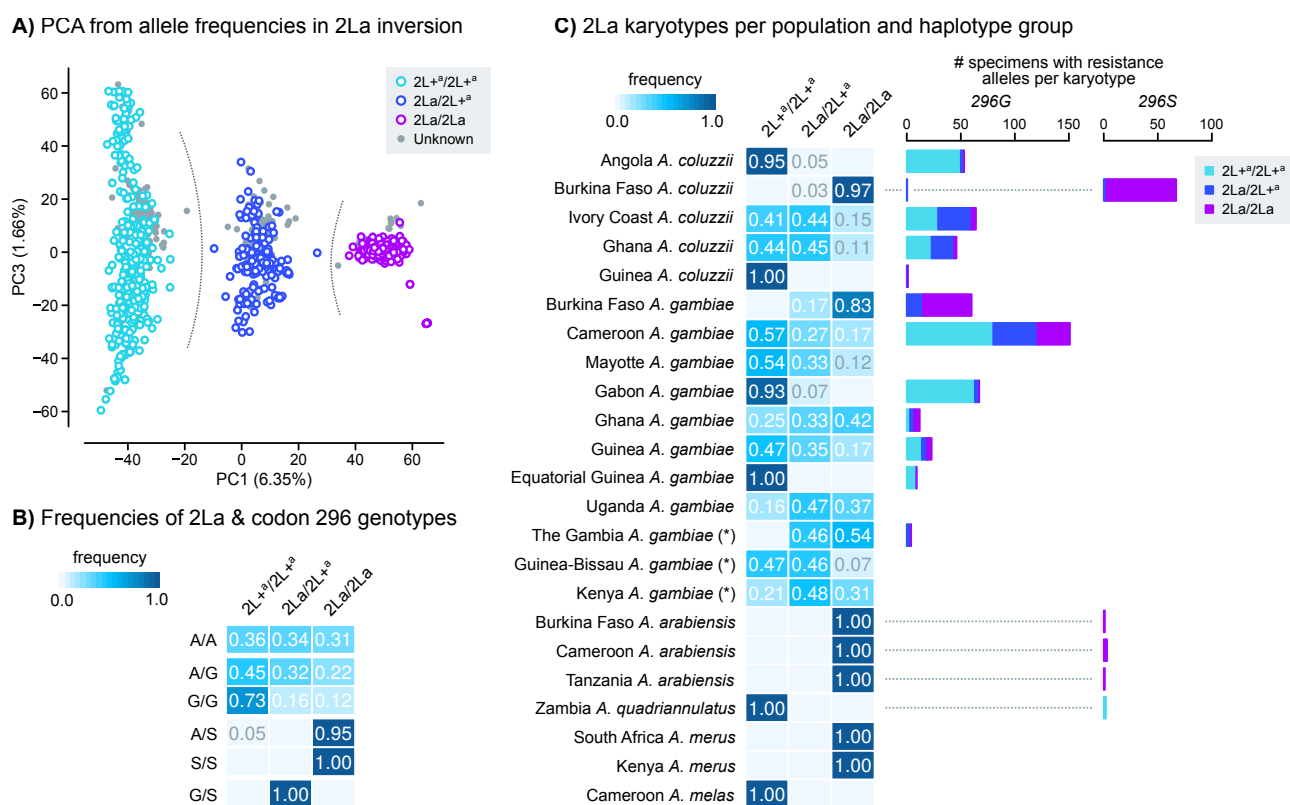 A) PCA from allele frequencies in 2La inversion
2L+ᵃ/2L+ᵃ
2La/2L+ᵃ
2La/2La
Unknown
PC3 (1.66%)
60
40
20
0
−20
−40
−60
−40 −20 0 20 40 60
PC1 (6.35%)
B) Frequencies of 2La & codon 296 genotypes
frequency
0.0 1.0
2L+ᵃ/2L+ᵃ 2La/2L+ᵃ 2La/2La
A/A 0.36 0.34 0.31
A/G 0.45 0.32 0.22
G/G 0.73 0.16 0.12
A/S 0.05 0.95
S/S 1.00
G/S 1.00
C) 2La karyotypes per population and haplotype group
frequency
0.0 1.0
2L+ᵃ/2L+ᵃ 2La/2L+ᵃ 2La/2La
# specimens with resistance
alleles per karyotype
296G 296S
0 50 100 150 0 50 100
2L+ᵃ/2L+ᵃ
2La/2L+ᵃ
2La/2La
Angola A. coluzzii 0.95 0.05
Burkina Faso A. coluzzii 0.03 0.97
Ivory Coast A. coluzzii 0.41 0.44 0.15
Ghana A. coluzzii 0.44 0.45 0.11
Guinea A. coluzzii 1.00
Burkina Faso A. gambiae 0.17 0.83
Cameroon A. gambiae 0.57 0.27 0.17
Mayotte A. gambiae 0.54 0.33 0.12
Gabon A. gambiae 0.93 0.07
Ghana A. gambiae 0.25 0.33 0.42
Guinea A. gambiae 0.47 0.35 0.17
Equatorial Guinea A. gambiae 1.00
Uganda A. gambiae 0.16 0.47 0.37
The Gambia A. gambiae (*) 0.46 0.54
Guinea-Bissau A. gambiae (*) 0.47 0.46 0.07
Kenya A. gambiae (*) 0.21 0.48 0.31
Burkina Faso A. arabiensis 1.00
Cameroon A. arabiensis 1.00
Tanzania A. arabiensis 1.00
Zambia A. quadriannulatus 1.00
South Africa A. merus 1.00
Kenya A. merus 1.00
Cameroon A. melas 1.00